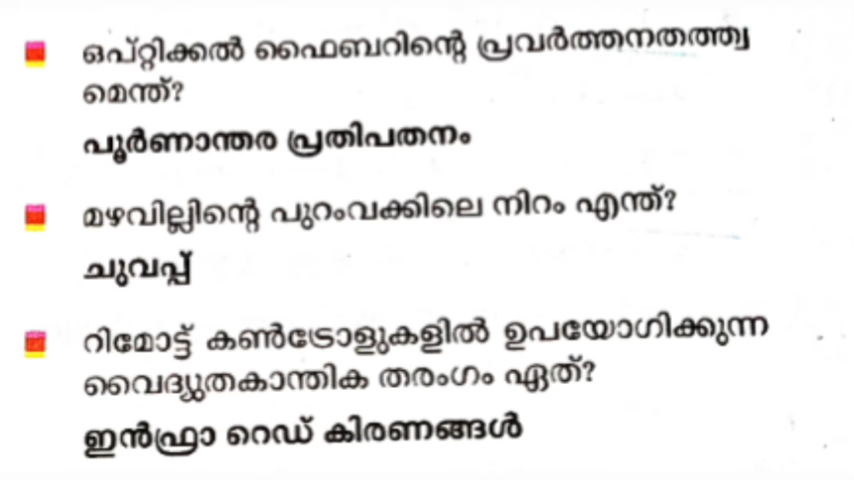 ഒപ്റ്റിക്കൽ ഫൈബറിന്റെ പ്രവർത്തനതത്ത്വ
മെന്ത്?
പൂർണാന്തര പ്രതിപതനം
മഴവില്ലിന്റെ പുറംവക്കിലെ നിറം എന്ത്?
ചുവപ്പ്
റിമോട്ട് കൺട്രോളുകളിൽ ഉപയോഗിക്കുന്ന
വൈദ്യുതകാന്തിക തരംഗം ഏത്?
ഇൻഫ്രാ റെഡ് കിരണങ്ങൾ